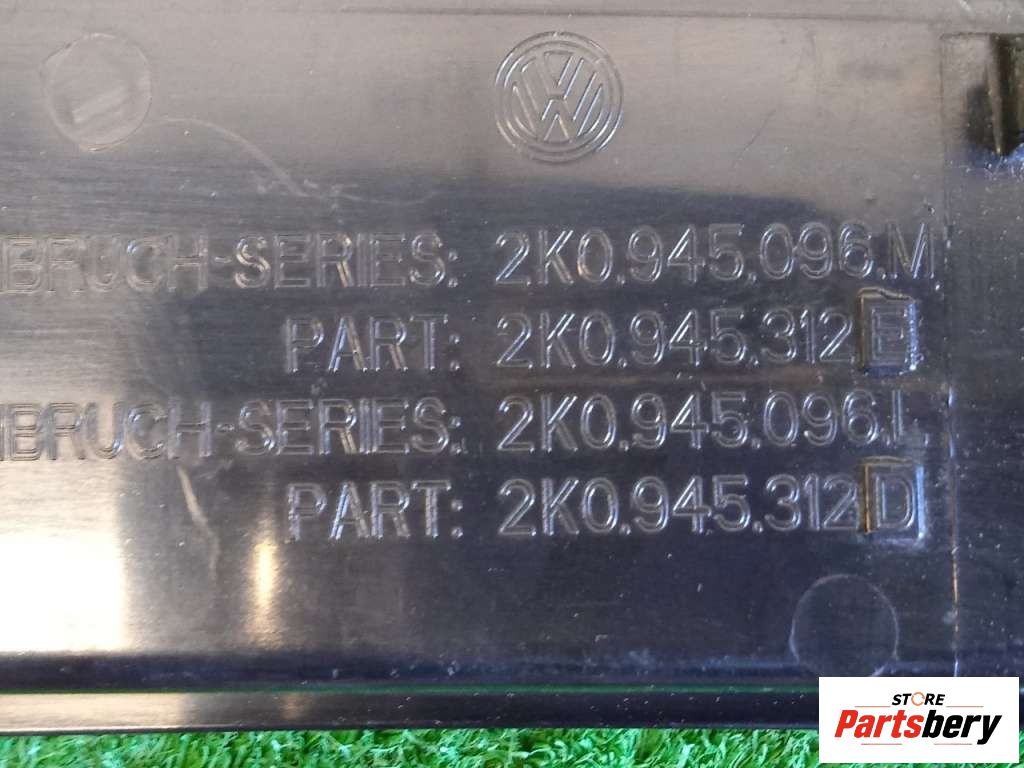 BRUCH-SERIES: 2K0.945.096.M
PART: 2K0.945.312 E
BRUCH-SERIES: 2K0.945.096.L
PART: 2K0.945.312 D
STORE
Partsbery